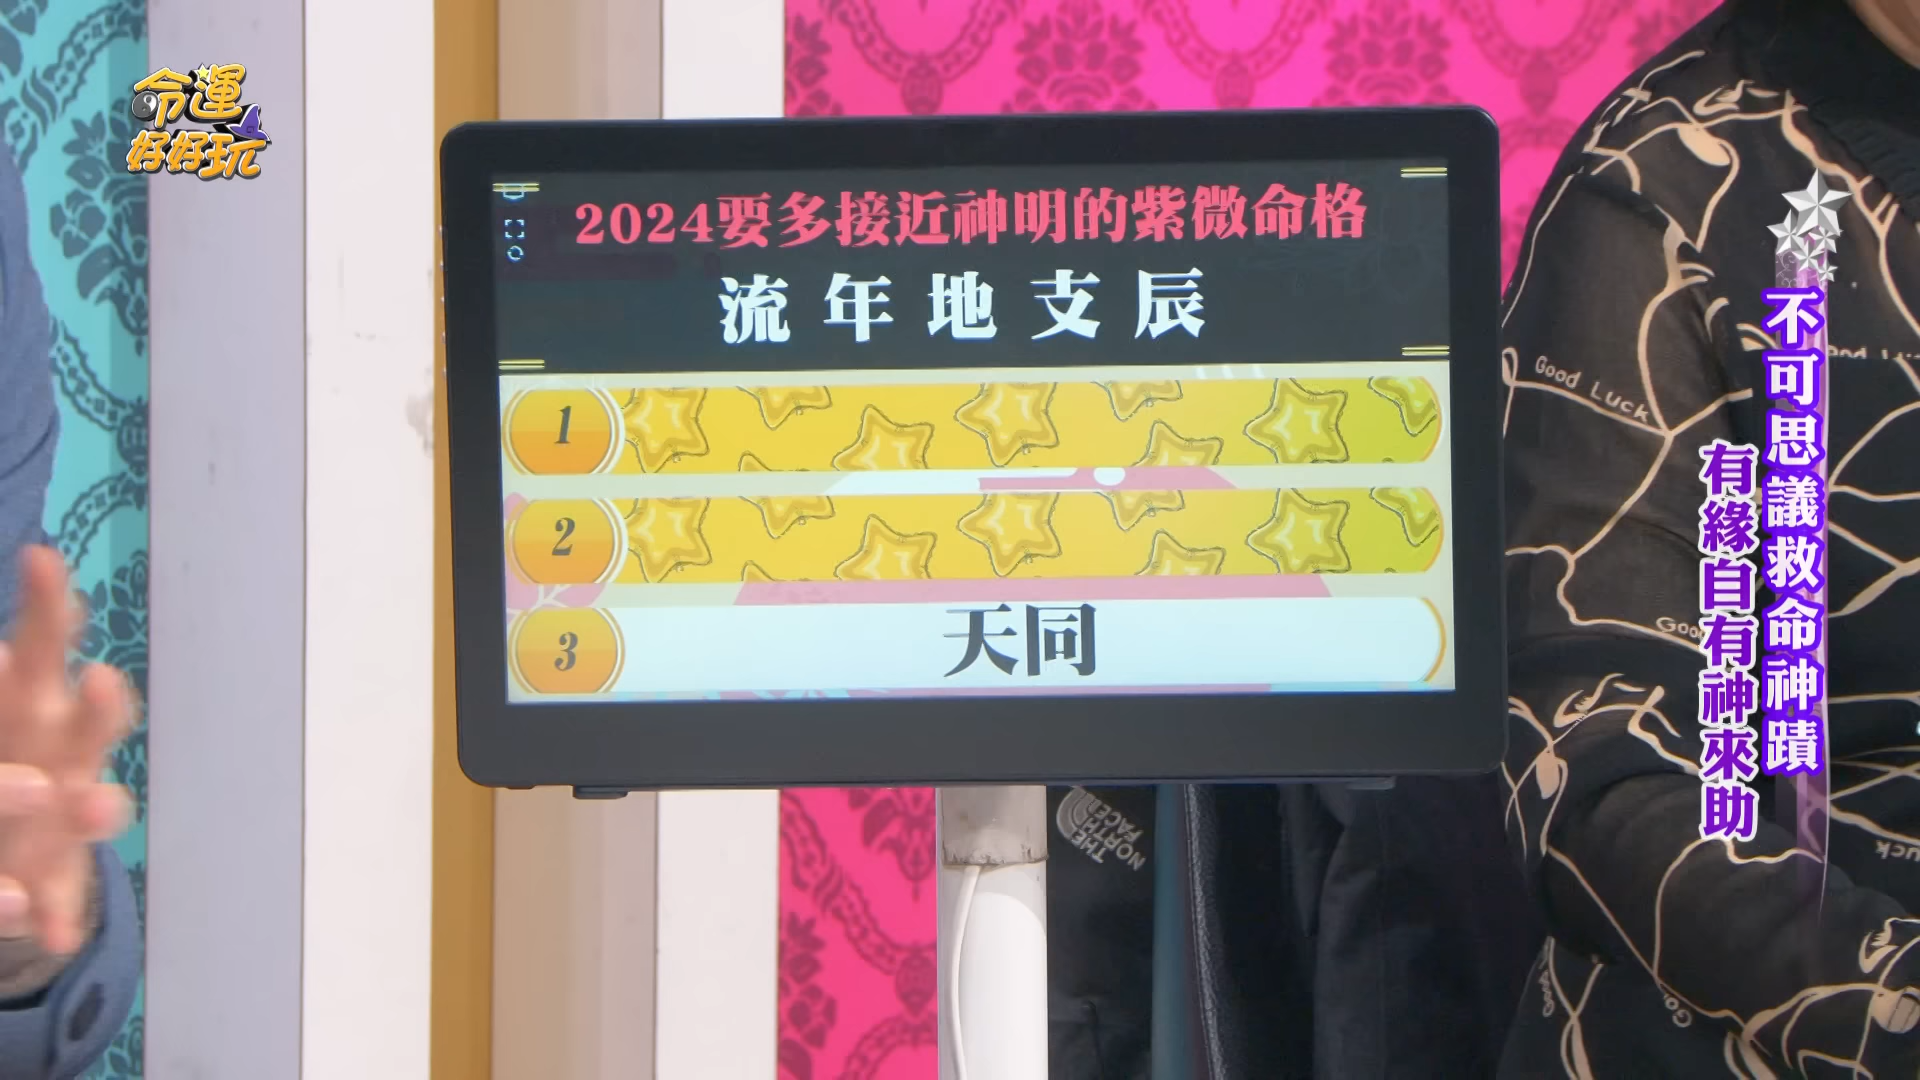 命運
好好玩
2024要多接近神明的紫微命格
流年地支辰
1
2
3
天同
不可思議救命神蹟
有緣自有神來助
Good Luck
THE
NORTH
FACE